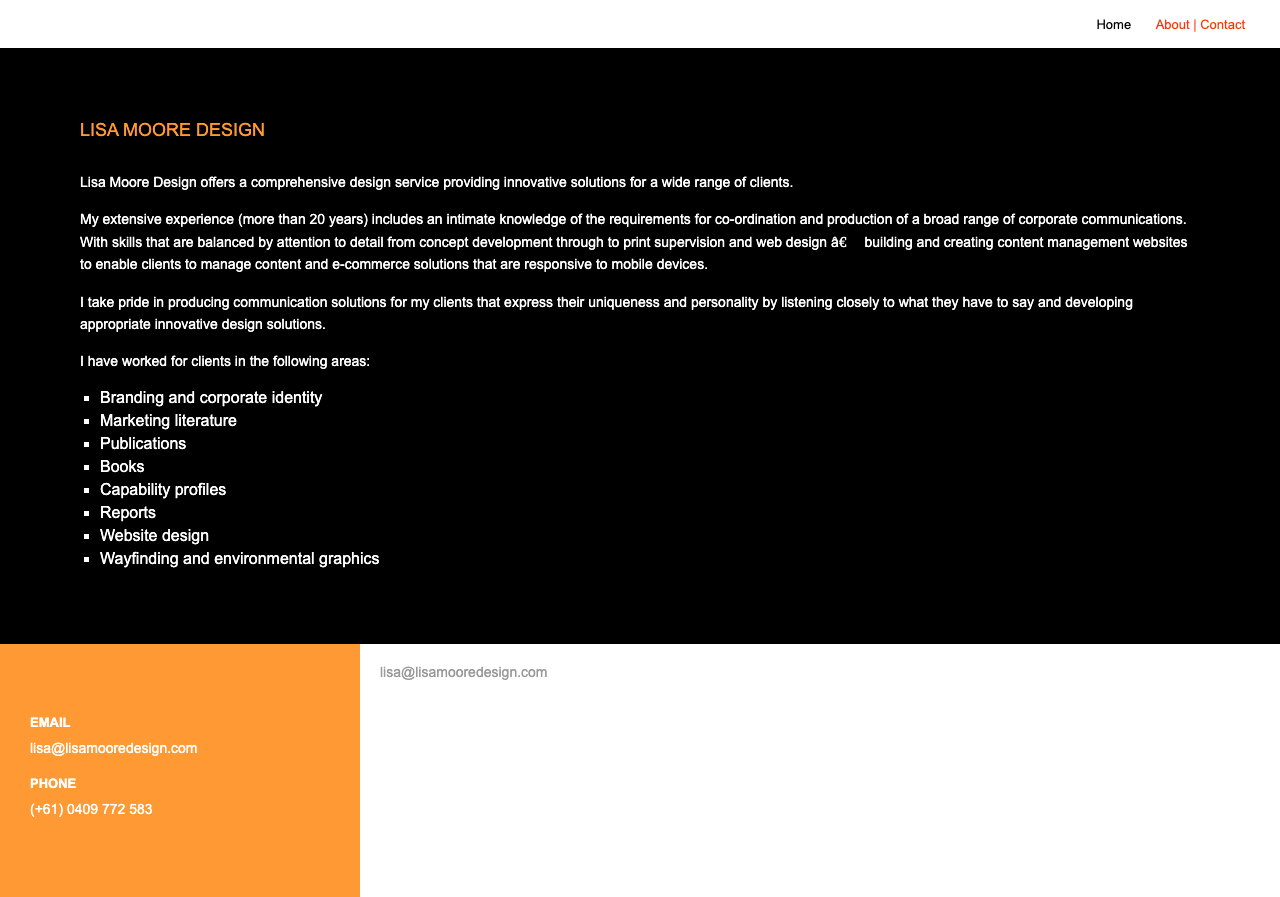 Home About | Contact
LISA MOORE DESIGN
Lisa Moore Design offers a comprehensive design service providing innovative solutions for a wide range of clients.
My extensive experience (more than 20 years) includes an intimate knowledge of the requirements for co-ordination and production of a broad range of corporate communications.
With skills that are balanced by attention to detail from concept development through to print supervision and web design â€ building and creating content management websites
to enable clients to manage content and e-commerce solutions that are responsive to mobile devices.
I take pride in producing communication solutions for my clients that express their uniqueness and personality by listening closely to what they have to say and developing
appropriate innovative design solutions.
I have worked for clients in the following areas:
▪ Branding and corporate identity
▪ Marketing literature
▪ Publications
▪ Books
▪ Capability profiles
▪ Reports
▪ Website design
▪ Wayfinding and environmental graphics
lisa@lisamooredesign.com
EMAIL
lisa@lisamooredesign.com
PHONE
(+61) 0409 772 583